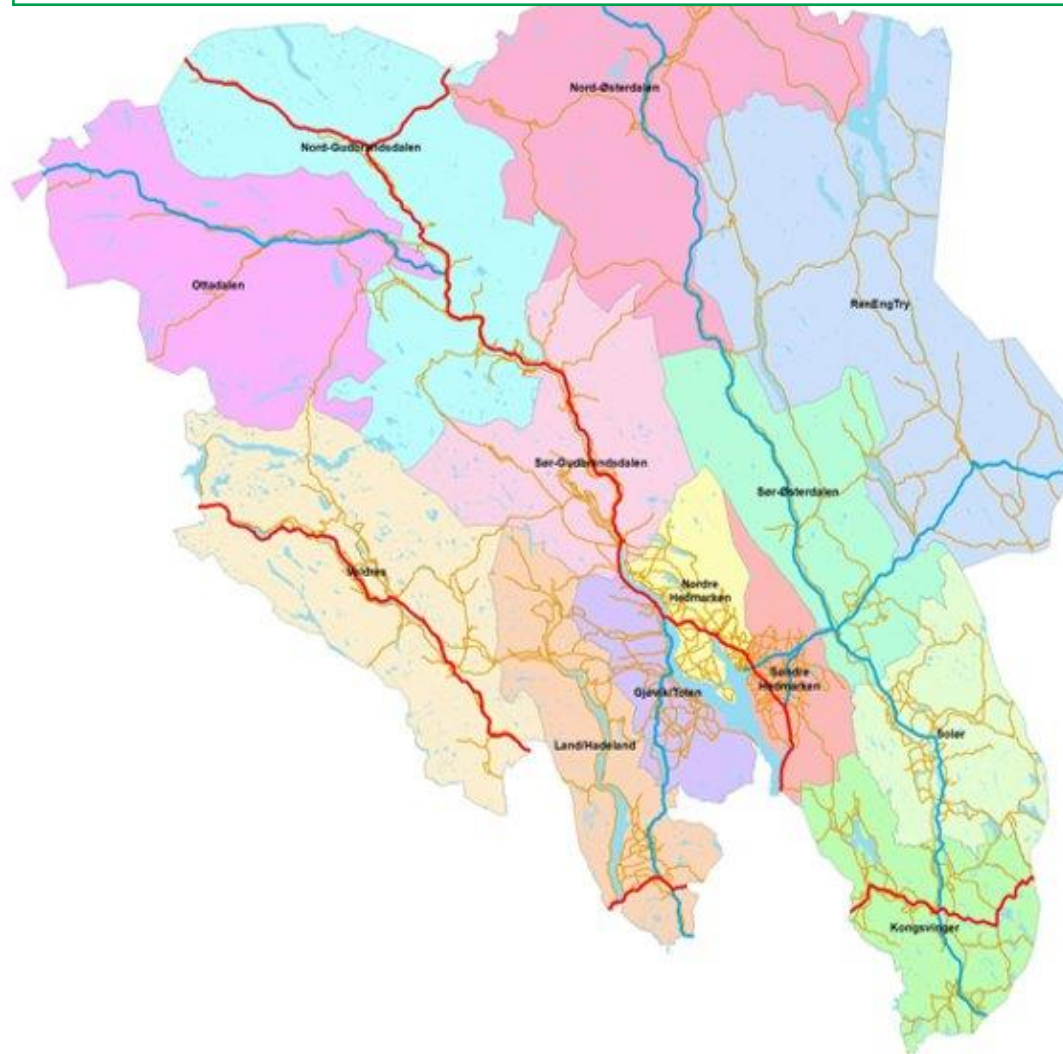 Nord-Østerdalen
Nord-Gudbrandsdalen
Ottadalen
RenEngTry
Sør-Gudbrandsdalen
Sør-Østerdalen
Valdres
Nordre
Hedmarken
Søndre
Hedmarken
Gjøvik/Toten
Land/Hadeland
Solør
Kongsvinger